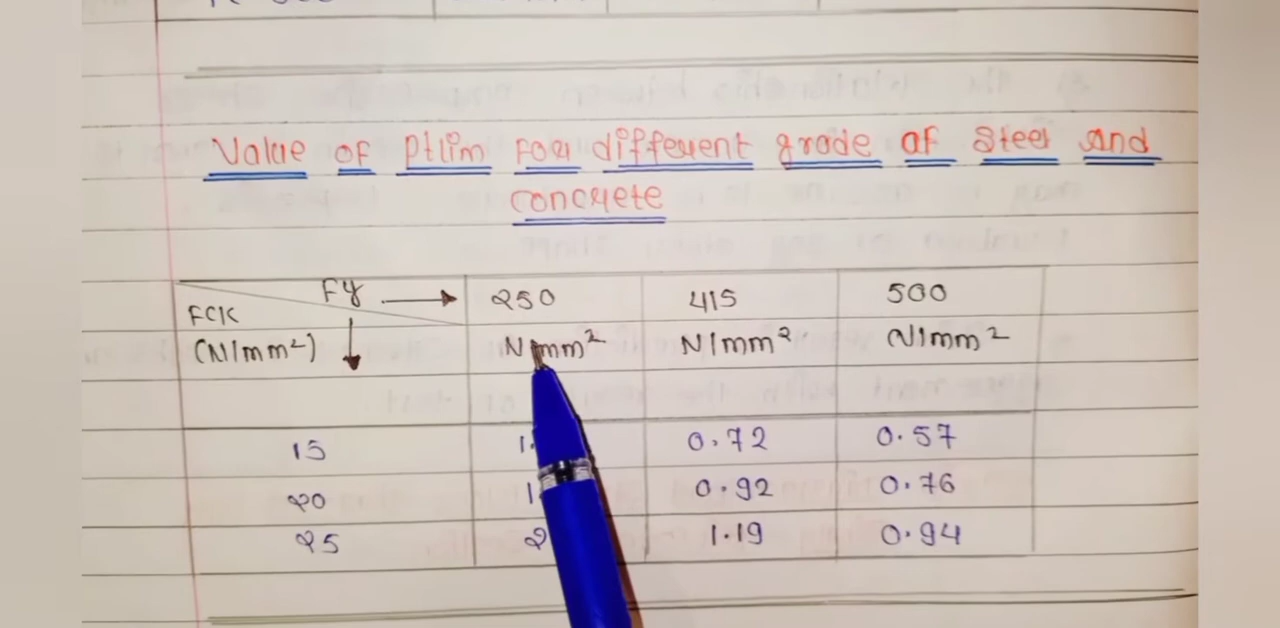 Value of Ptlim For different grade of Steel and
concrete
FCK
(N/mm²)
Fy
250
N/mm²
415
N/mm²
500
N/mm²
15 0.72 0.57
20 0.92 0.76
25 1.19 0.94